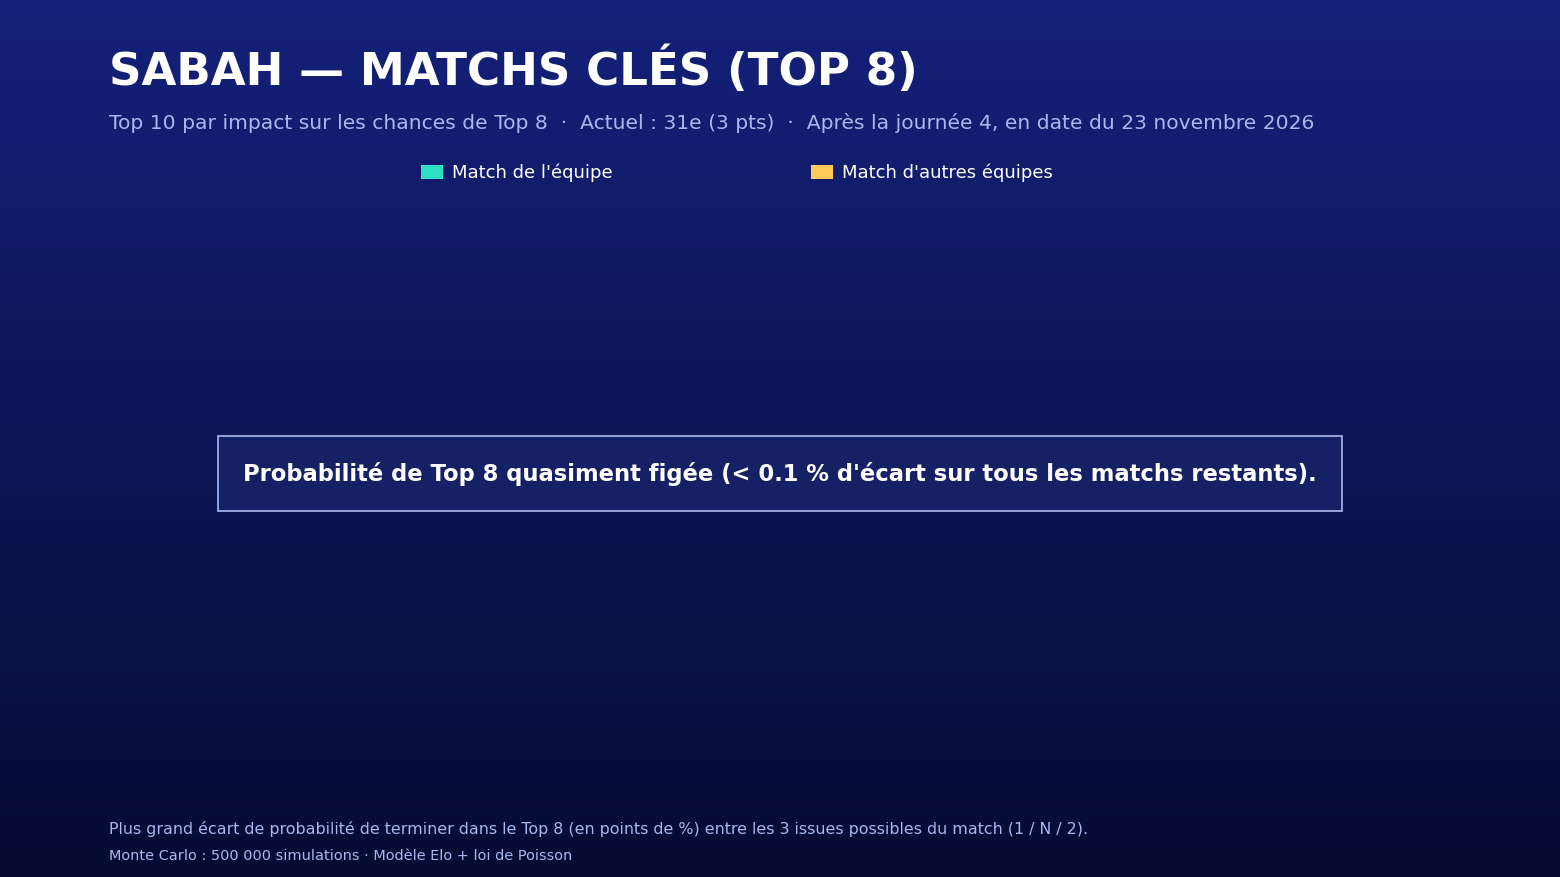 SABAH — MATCHS CLÉS (TOP 8)
Top 10 par impact sur les chances de Top 8 · Actuel : 31e (3 pts) · Après la journée 4, en date du 23 novembre 2026
Match de l'équipe
Match d'autres équipes
Probabilité de Top 8 quasiment figée (< 0.1 % d'écart sur tous les matchs restants).
Plus grand écart de probabilité de terminer dans le Top 8 (en points de %) entre les 3 issues possibles du match (1 / N / 2).
Monte Carlo : 500 000 simulations · Modèle Elo + loi de Poisson